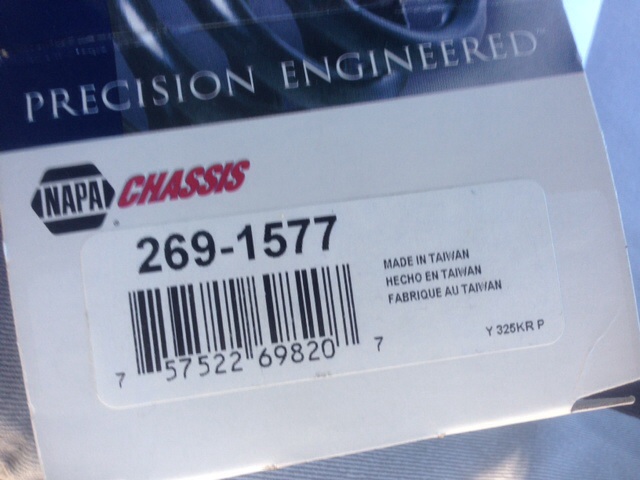 PRECISION ENGINEERED™
NAPA® CHASSIS
269-1577
MADE IN TAIWAN
HECHO EN TAIWAN
FABRIQUE AU TAIWAN
7 57522 69820 7
Y 325KR P